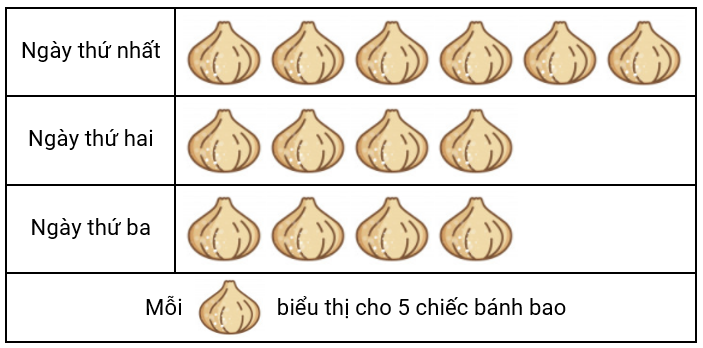 Ngày thứ nhất
Ngày thứ hai
Ngày thứ ba
Mỗi biểu thị cho 5 chiếc bánh bao